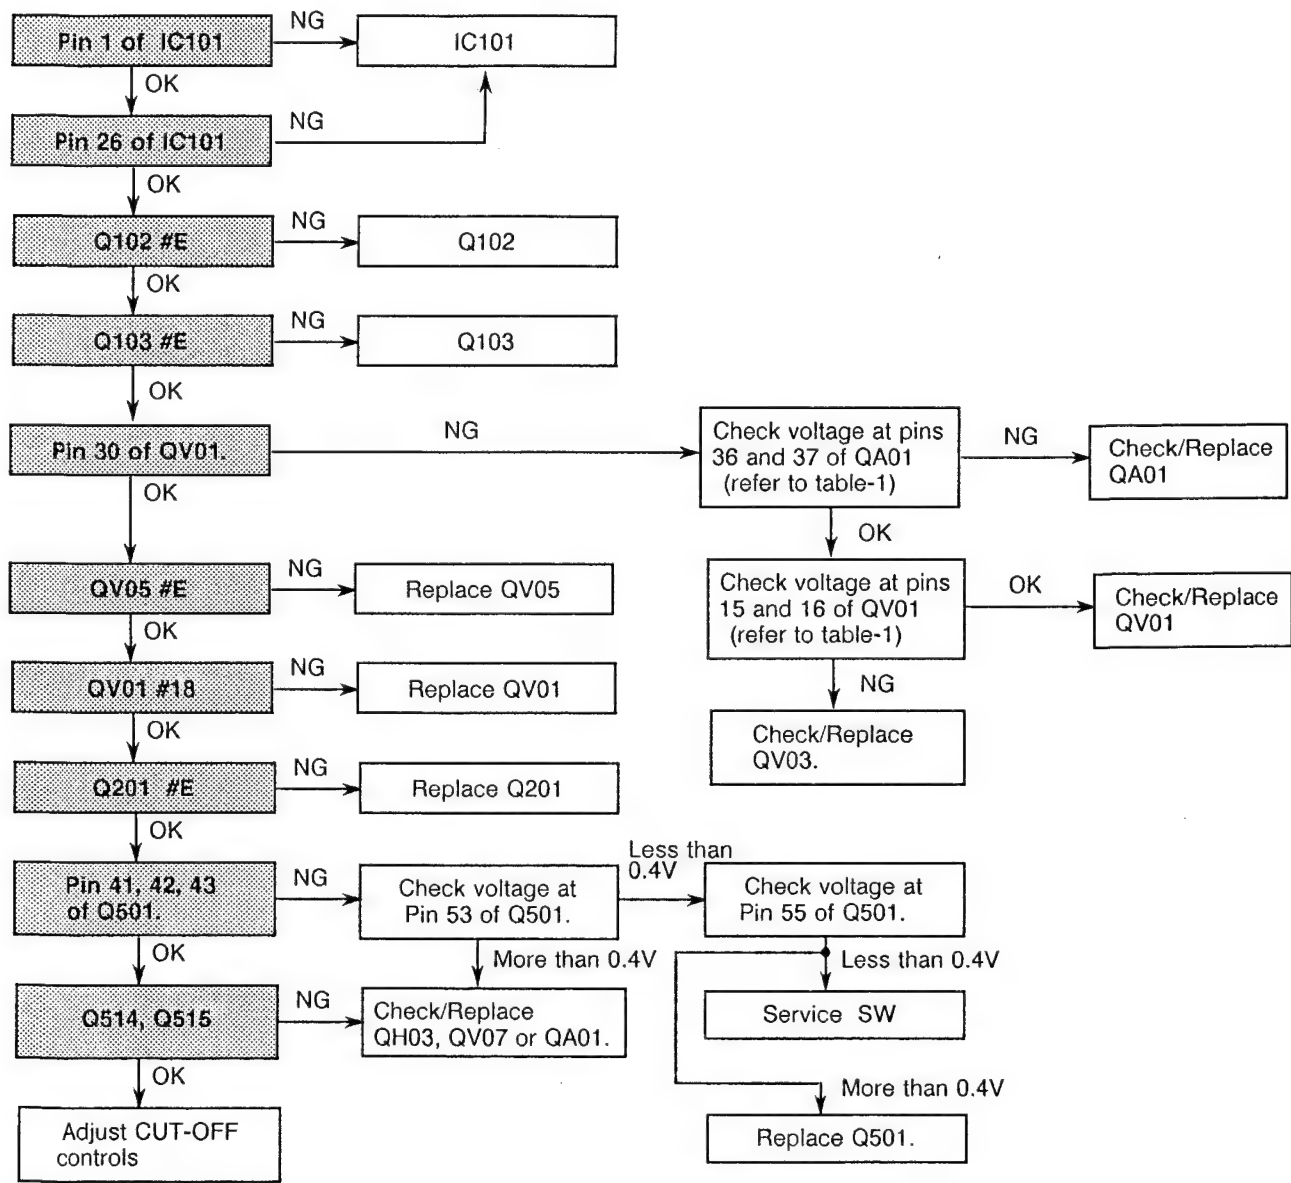 Pin 1 of IC101
NG
IC101
OK
Pin 26 of IC101
NG
OK
Q102 #E
NG
Q102
OK
Q103 #E
NG
Q103
OK
Pin 30 of QV01.
NG
Check voltage at pins
36 and 37 of QA01
(refer to table-1)
NG
Check/Replace
QA01
OK
OK
QV05 #E
NG
Replace QV05
Check voltage at pins
15 and 16 of QV01
(refer to table-1)
OK
Check/Replace
QV01
OK
NG
QV01 #18
NG
Replace QV01
Check/Replace
QV03.
OK
Q201 #E
NG
Replace Q201
OK
Pin 41, 42, 43
of Q501.
NG
Check voltage at
Pin 53 of Q501.
Less than
0.4V
Check voltage at
Pin 55 of Q501.
OK
More than 0.4V
Less than 0.4V
Q514, Q515
NG
Check/Replace
QH03, QV07 or QA01.
Service SW
OK
More than 0.4V
Adjust CUT-OFF
controls
Replace Q501.